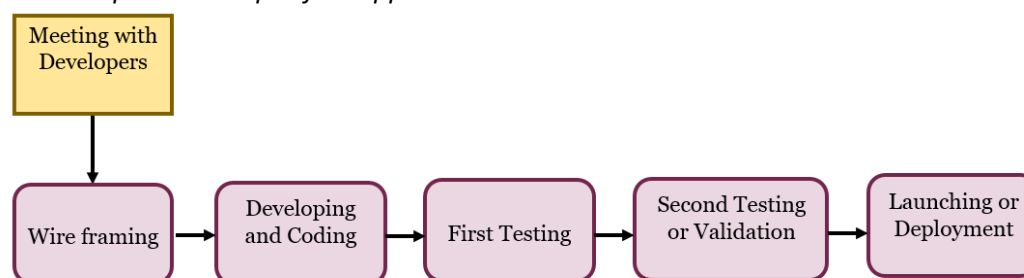 Meeting with
Developers
Wire framing
Developing
and Coding
First Testing
Second Testing
or Validation
Launching or
Deployment